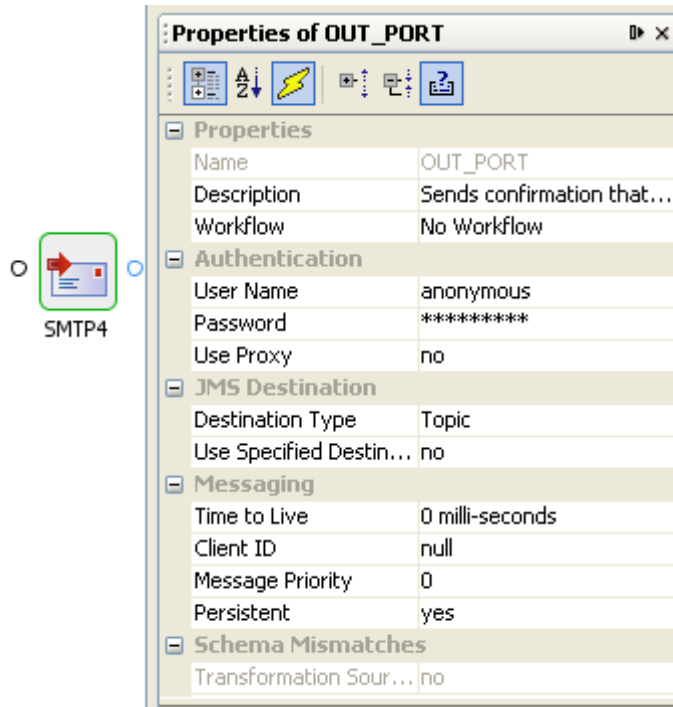 Properties of OUT_PORT
Properties
Name OUT_PORT
Description Sends confirmation that...
Workflow No Workflow
Authentication
User Name anonymous
Password *********
Use Proxy no
JMS Destination
Destination Type Topic
Use Specified Destin... no
Messaging
Time to Live 0 milli-seconds
Client ID null
Message Priority 0
Persistent yes
Schema Mismatches
Transformation Sour... no
SMTP4